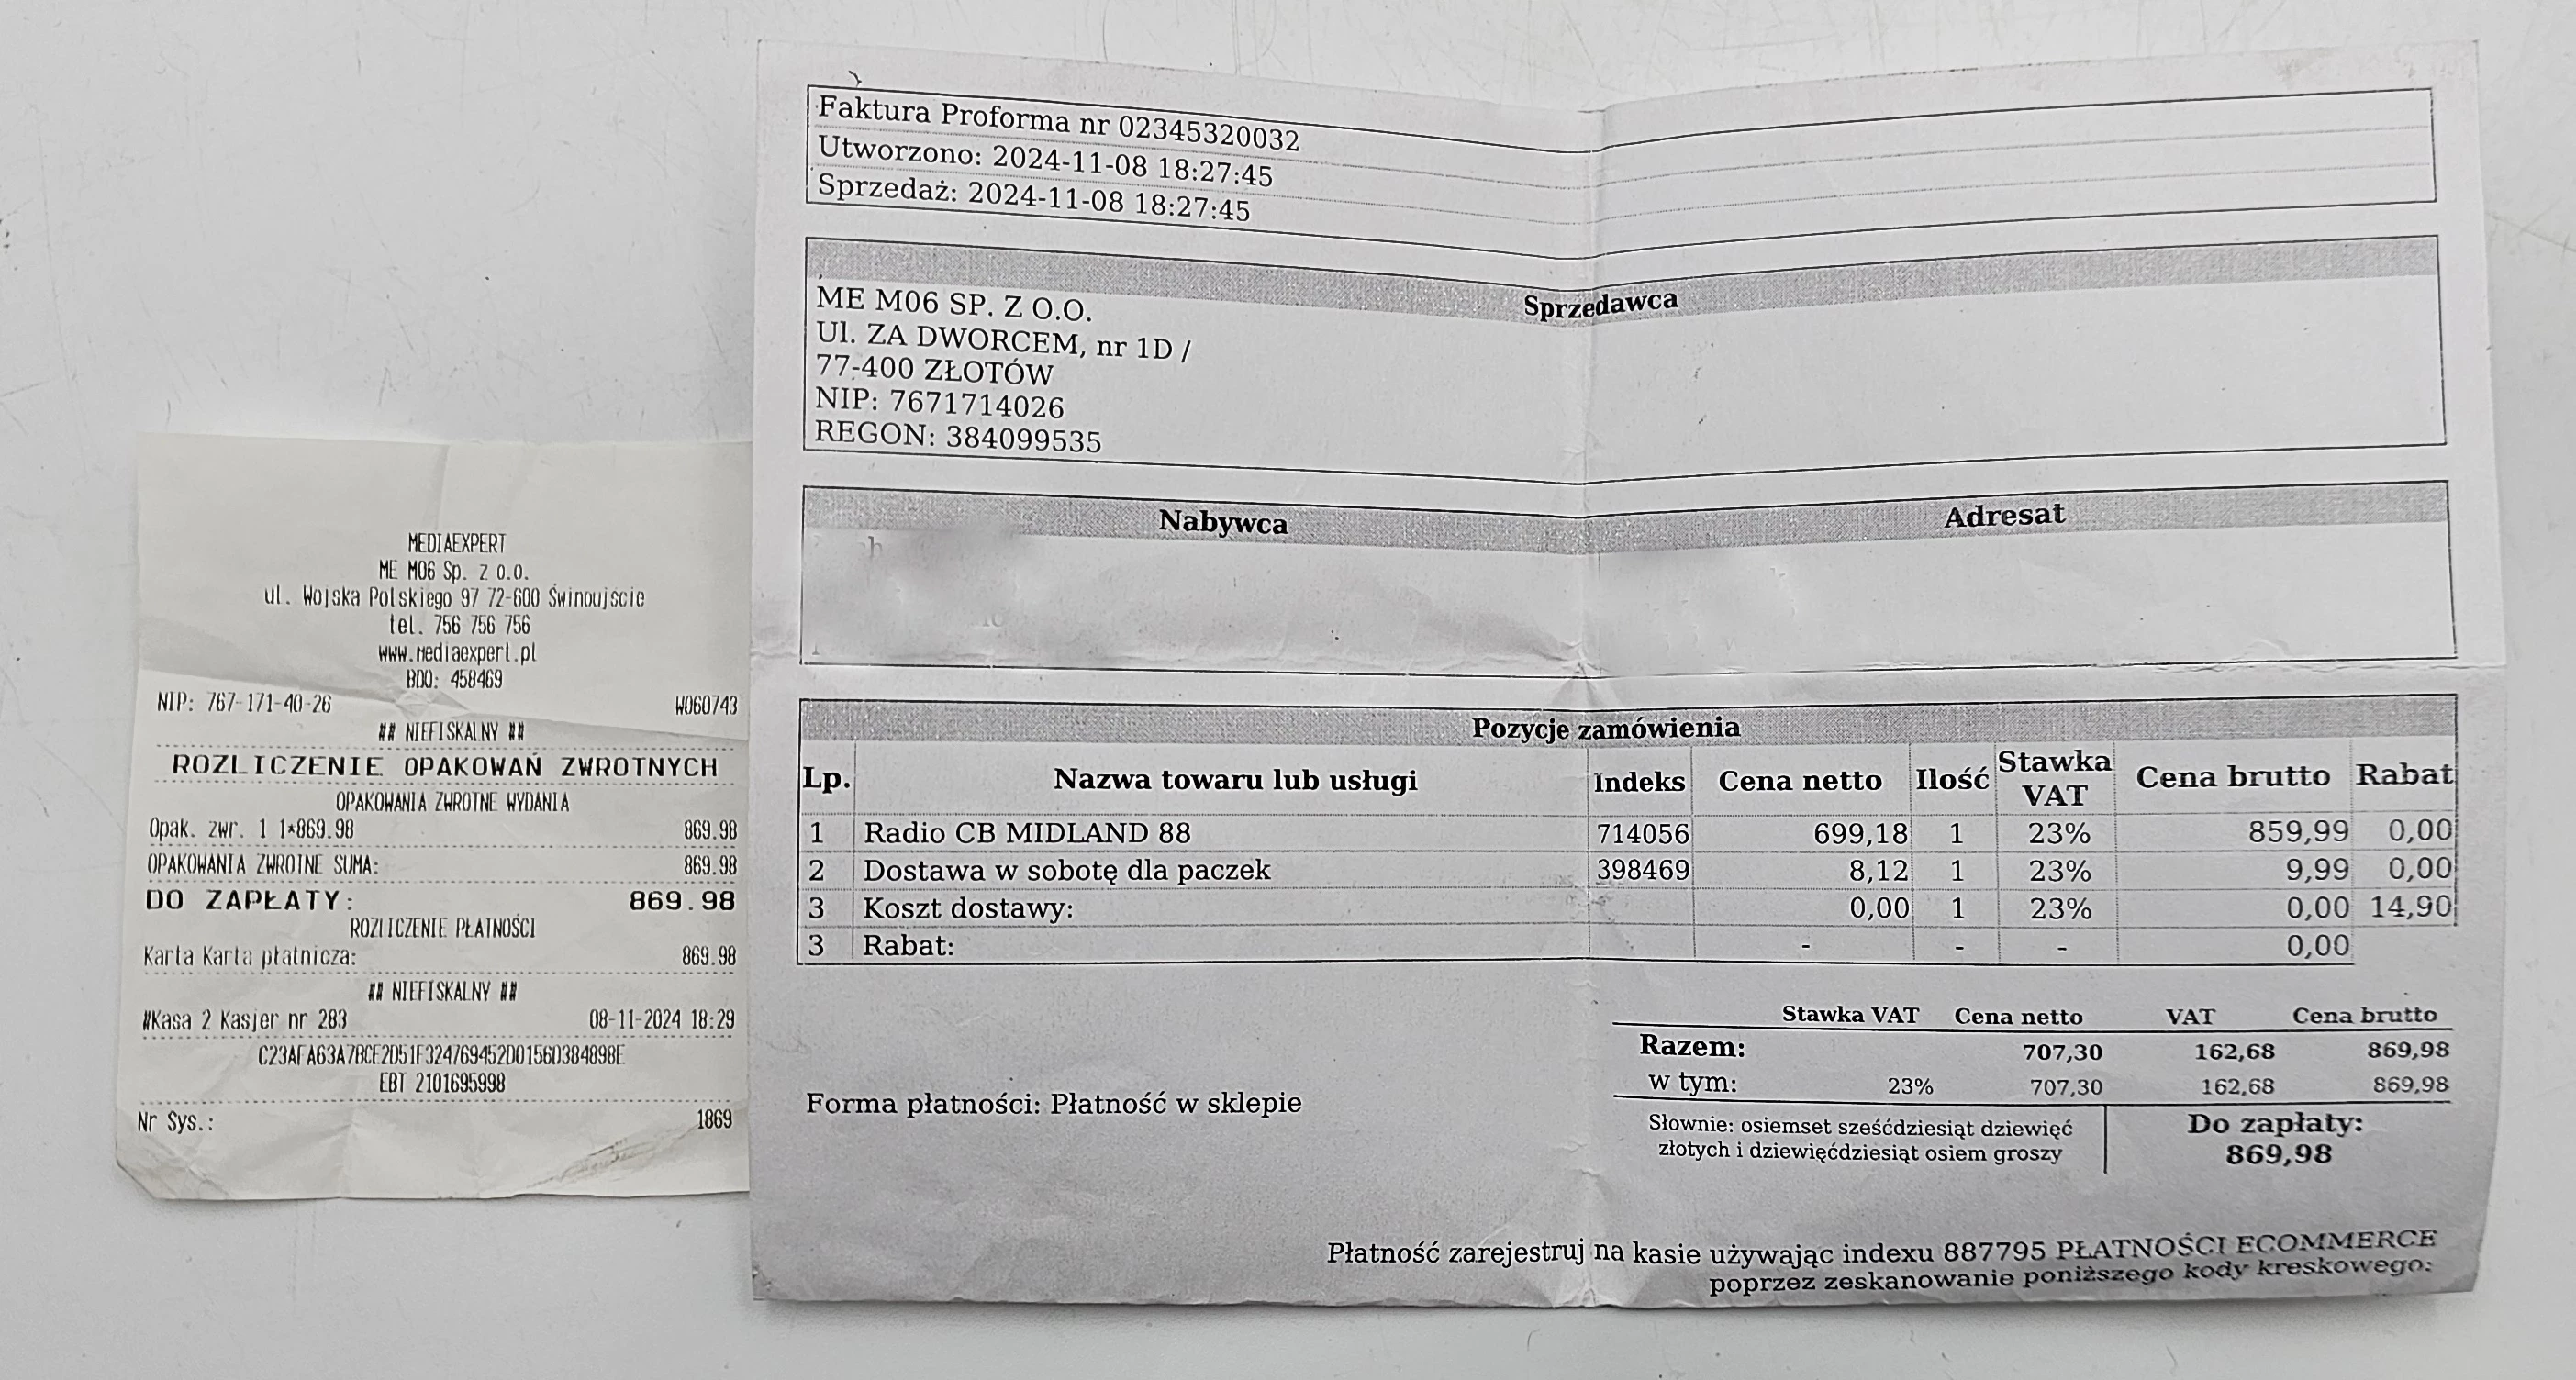 MEDIAEXPERT
ME M06 Sp. z o.o.
ul. Wojska Polskiego 97 72-600 Świnoujście
tel. 756 756 756
www.mediaexpert.pl
BDO: 458469
NIP: 767-171-40-26 W060743
## NIEFISKALNY ##
ROZLICZENIE OPAKOWAŃ ZWROTNYCH
OPAKOWANIA ZWROTNE WYDANIA
Opak. zwr. 1 1*869.98 869.98
OPAKOWANIA ZWROTNE SUMA: 869.98
DO ZAPŁATY: 869.98
ROZLICZENIE PŁATNOŚCI
Karta Karta płatnicza: 869.98
## NIEFISKALNY ##
#Kasa 2 Kasjer nr 283 08-11-2024 18:29
C23AFA63A7BCE2D51F324769452D0156D384898E
EBT 2101695998
Nr Sys.: 1869
Faktura Proforma nr 02345320032
Utworzono: 2024-11-08 18:27:45
Sprzedaż: 2024-11-08 18:27:45
Sprzedawca
ME M06 SP. Z O.O.
Ul. ZA DWORCEM, nr 1D /
77-400 ZŁOTÓW
NIP: 7671714026
REGON: 384099535
Nabywca Adresat
Pozycje zamówienia
Lp. Nazwa towaru lub usługi Indeks Cena netto Ilość Stawka VAT Cena brutto Rabat
1 Radio CB MIDLAND 88 714056 699,18 1 23% 859,99 0,00
2 Dostawa w sobotę dla paczek 398469 8,12 1 23% 9,99 0,00
3 Koszt dostawy: 0,00 1 23% 0,00 14,90
3 Rabat: - - - 0,00
Stawka VAT Cena netto VAT Cena brutto
Razem: 707,30 162,68 869,98
w tym: 23% 707,30 162,68 869,98
Forma płatności: Płatność w sklepie
Słownie: osiemset sześćdziesiąt dziewięć
złotych i dziewięćdziesiąt osiem groszy
Do zapłaty:
869,98
Płatność zarejestruj na kasie używając indexu 887795 PŁATNOŚCI ECOMMERCE
poprzez zeskanowanie poniższego kody kreskowego: